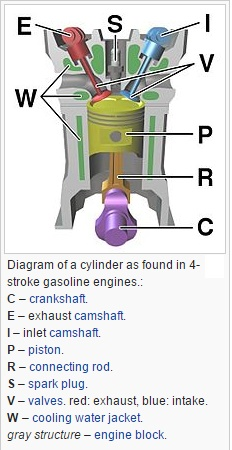 E S I
V
W
P
R
C
Diagram of a cylinder as found in 4-
stroke gasoline engines.:
C – crankshaft.
E – exhaust camshaft.
I – inlet camshaft.
P – piston.
R – connecting rod.
S – spark plug.
V – valves. red: exhaust, blue: intake.
W – cooling water jacket.
gray structure – engine block.